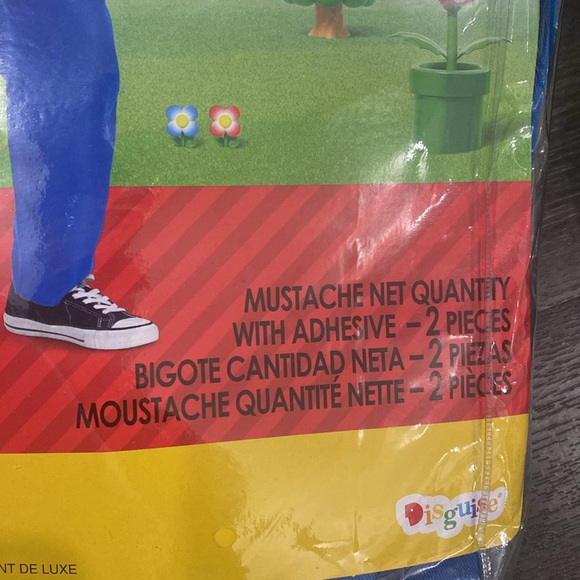 MUSTACHE NET QUANTITY
WITH ADHESIVE – 2 PIECES
BIGOTE CANTIDAD NETA – 2 PIEZAS
MOUSTACHE QUANTITÉ NETTE – 2 PIÈCES
Disguise®
NT DE LUXE